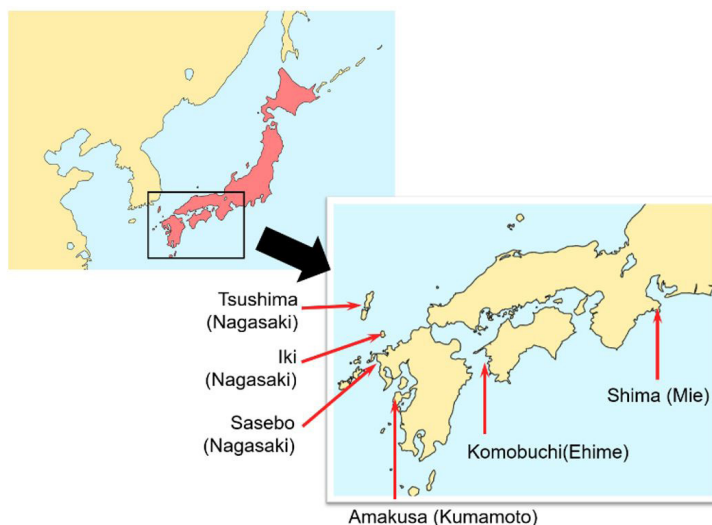 Tsushima
(Nagasaki)
Iki
(Nagasaki)
Sasebo
(Nagasaki)
Shima (Mie)
Komobuchi(Ehime)
Amakusa (Kumamoto)